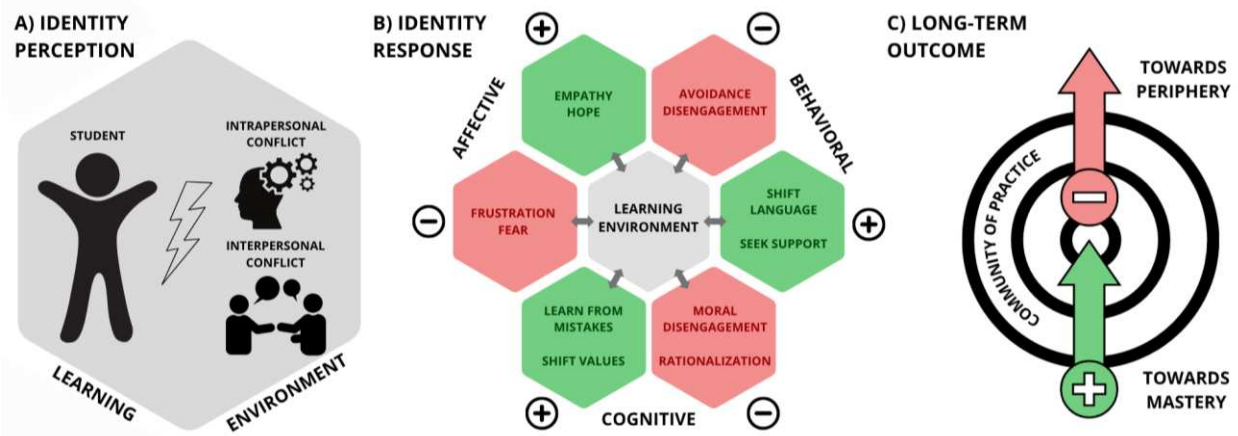 A) IDENTITY
PERCEPTION
STUDENT
INTRAPERSONAL
CONFLICT
INTERPERSONAL
CONFLICT
LEARNING
ENVIRONMENT
B) IDENTITY
RESPONSE
AFFECTIVE
BEHAVIORAL
COGNITIVE
EMPATHY
HOPE
AVOIDANCE
DISENGAGEMENT
FRUSTRATION
FEAR
LEARNING
ENVIRONMENT
SHIFT
LANGUAGE
SEEK SUPPORT
LEARN FROM
MISTAKES
SHIFT VALUES
MORAL
DISENGAGEMENT
RATIONALIZATION
C) LONG-TERM
OUTCOME
TOWARDS
PERIPHERY
COMMUNITY OF PRACTICE
TOWARDS
MASTERY